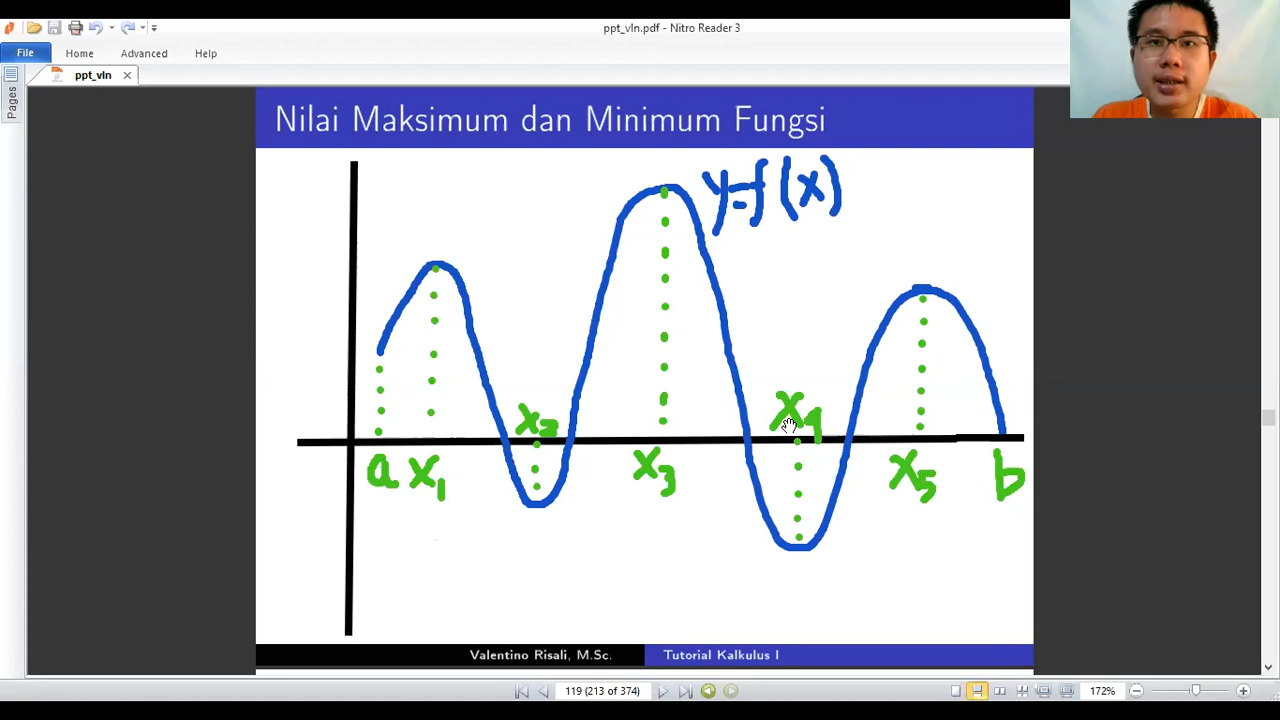 ppt_vln.pdf - Nitro Reader 3
File Home Advanced Help
ppt_vln
Pages
Nilai Maksimum dan Minimum Fungsi
y=f(x)
x2
x4
a x1 x3 x5 b
Valentino Risali, M.Sc. Tutorial Kalkulus I
119 (213 of 374)
172%